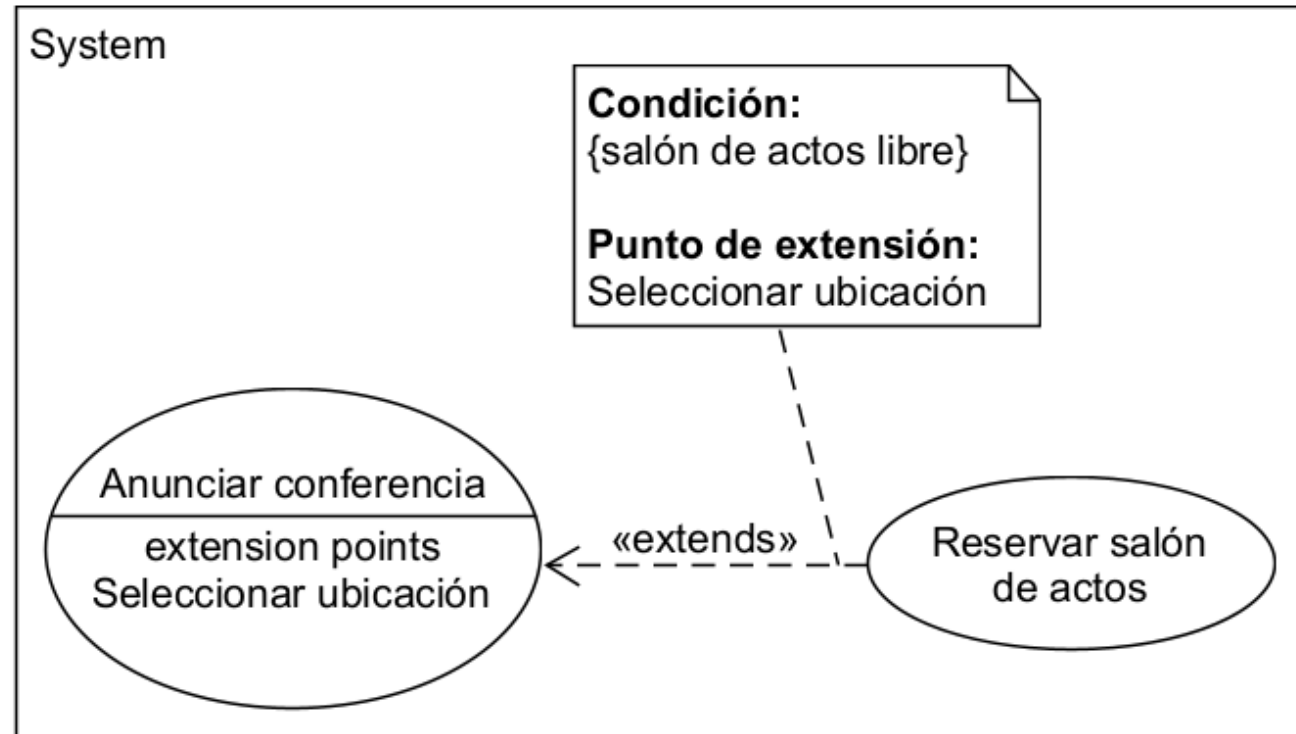 System
Condición:
{salón de actos libre}
Punto de extensión:
Seleccionar ubicación
Anunciar conferencia
extension points
Seleccionar ubicación
«extends»
Reservar salón
de actos